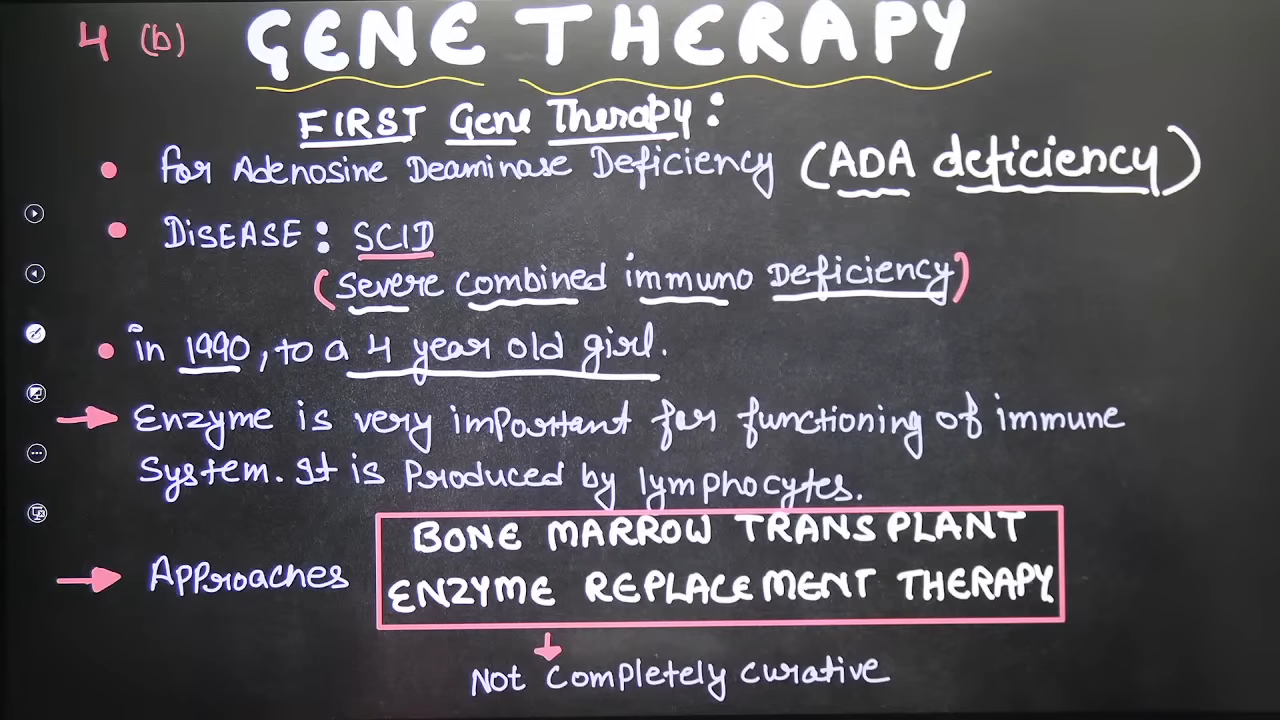 4 (b) GENE THERAPY
FIRST Gene Therapy :
• for Adenosine Deaminase Deficiency (ADA deficiency)
• DISEASE : SCID
(Severe Combined immuno Deficiency)
• in 1990, to a 4 year old girl.
→ Enzyme is very important for functioning of immune
System. It is Produced by lymphocytes.
BONE MARROW TRANSPLANT
→ Approaches
ENZYME REPLACEMENT THERAPY
↓
Not Completely curative